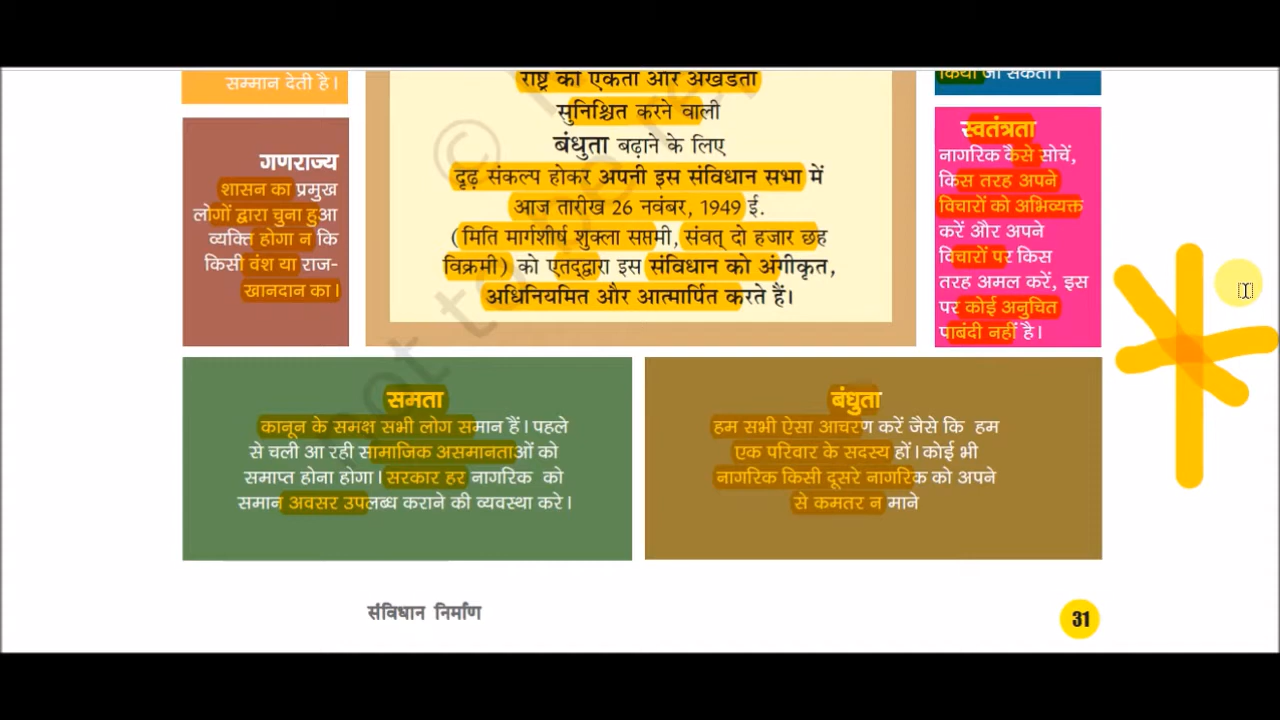 सम्मान देती है।
राष्ट्र की एकता और अखंडता
सुनिश्चित करने वाली
बंधुता बढ़ाने के लिए
दृढ़ संकल्प होकर अपनी इस संविधान सभा में
आज तारीख 26 नवंबर, 1949 ई.
(मिति मार्गशीर्ष शुक्ला सप्तमी, संवत् दो हजार छह
विक्रमी) को एतद्द्वारा इस संविधान को अंगीकृत,
अधिनियमित और आत्मार्पित करते हैं।
किया जा सकता।
गणराज्य
शासन का प्रमुख
लोगों द्वारा चुना हुआ
व्यक्ति होगा न कि
किसी वंश या राज-
खानदान का।
स्वतंत्रता
नागरिक कैसे सोचें,
किस तरह अपने
विचारों को अभिव्यक्त
करें और अपने
विचारों पर किस
तरह अमल करें, इस
पर कोई अनुचित
पाबंदी नहीं है।
समता
कानून के समक्ष सभी लोग समान हैं। पहले
से चली आ रही सामाजिक असमानताओं को
समाप्त होना होगा। सरकार हर नागरिक को
समान अवसर उपलब्ध कराने की व्यवस्था करे।
बंधुता
हम सभी ऐसा आचरण करें जैसे कि हम
एक परिवार के सदस्य हों। कोई भी
नागरिक किसी दूसरे नागरिक को अपने
से कमतर न माने
संविधान निर्माण
31